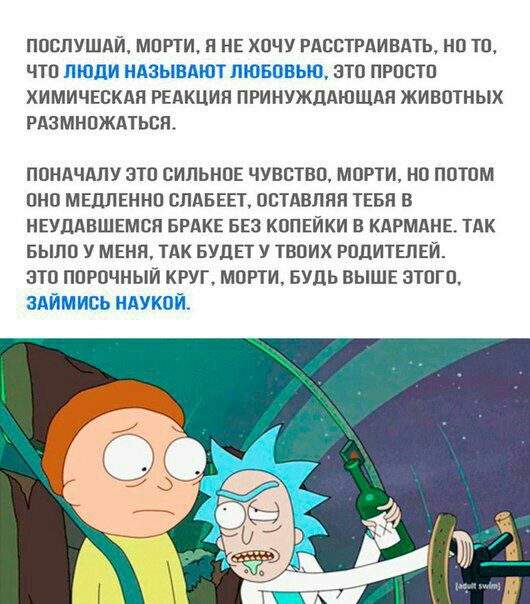 ПОСЛУШАЙ, МОРТИ, Я НЕ ХОЧУ РАССТРАИВАТЬ, НО ТО,
ЧТО ЛЮДИ НАЗЫВАЮТ ЛЮБОВЬЮ, ЭТО ПРОСТО
ХИМИЧЕСКАЯ РЕАКЦИЯ ПРИНУЖДАЮЩАЯ ЖИВОТНЫХ
РАЗМНОЖАТЬСЯ.
ПОНАЧАЛУ ЭТО СИЛЬНОЕ ЧУВСТВО, МОРТИ, НО ПОТОМ
ОНО МЕДЛЕННО СЛАБЕЕТ, ОСТАВЛЯЯ ТЕБЯ В
НЕУДАВШЕМСЯ БРАКЕ БЕЗ КОПЕЙКИ В КАРМАНЕ. ТАК
БЫЛО У МЕНЯ, ТАК БУДЕТ У ТВОИХ РОДИТЕЛЕЙ.
ЭТО ПОРОЧНЫЙ КРУГ, МОРТИ, БУДЬ ВЫШЕ ЭТОГО,
ЗАЙМИСЬ НАУКОЙ.
[adult swim]